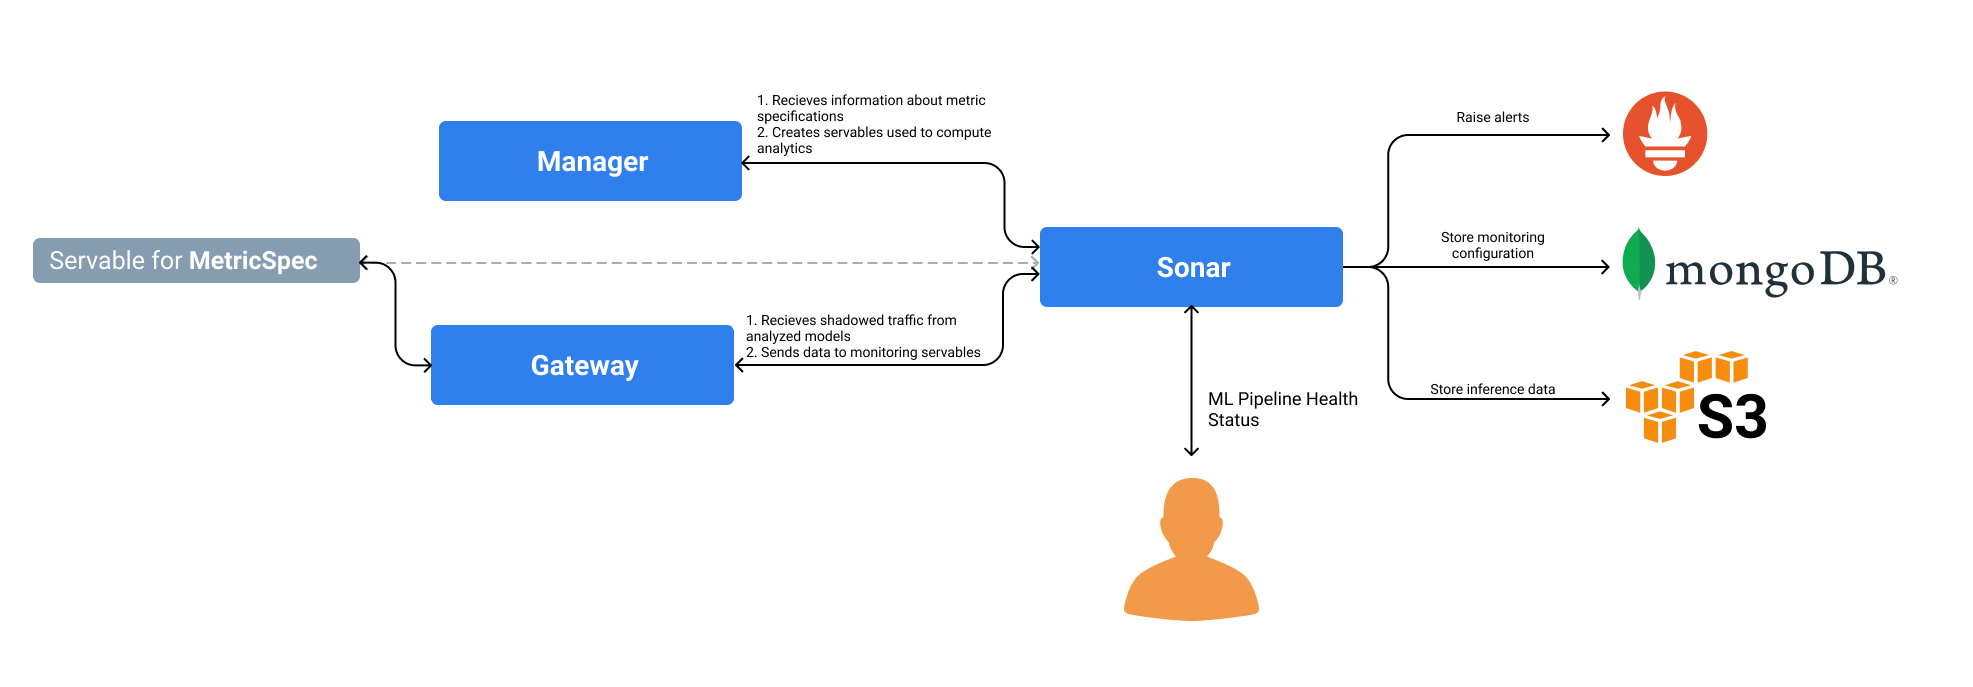 1. Recieves information about metric
specifications
2. Creates servables used to compute
analytics
Manager
Raise alerts
Servable for MetricSpec
Sonar
Store monitoring
configuration
mongoDB®
1. Recieves shadowed traffic from
analyzed models
2. Sends data to monitoring servables
Gateway
ML Pipeline Health
Status
Store inference data
S3